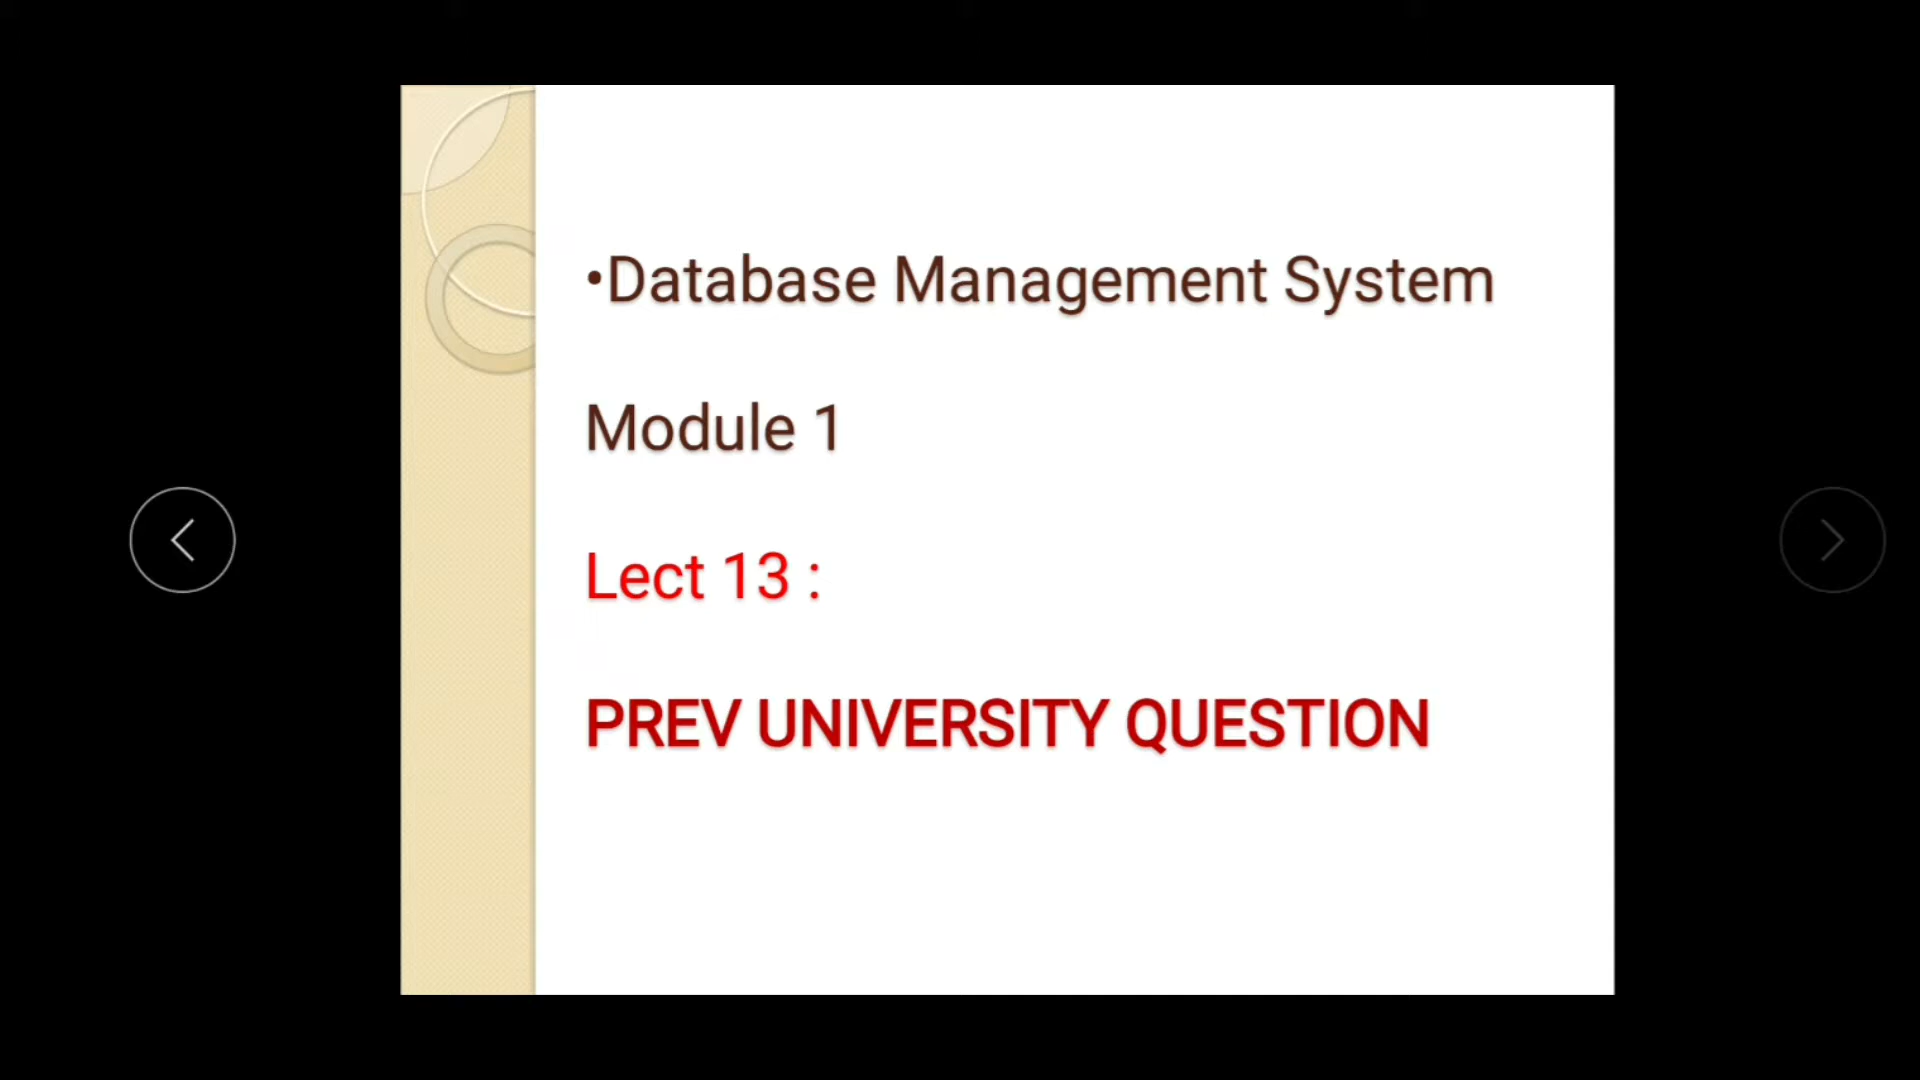 •Database Management System
Module 1
Lect 13 :
PREV UNIVERSITY QUESTION